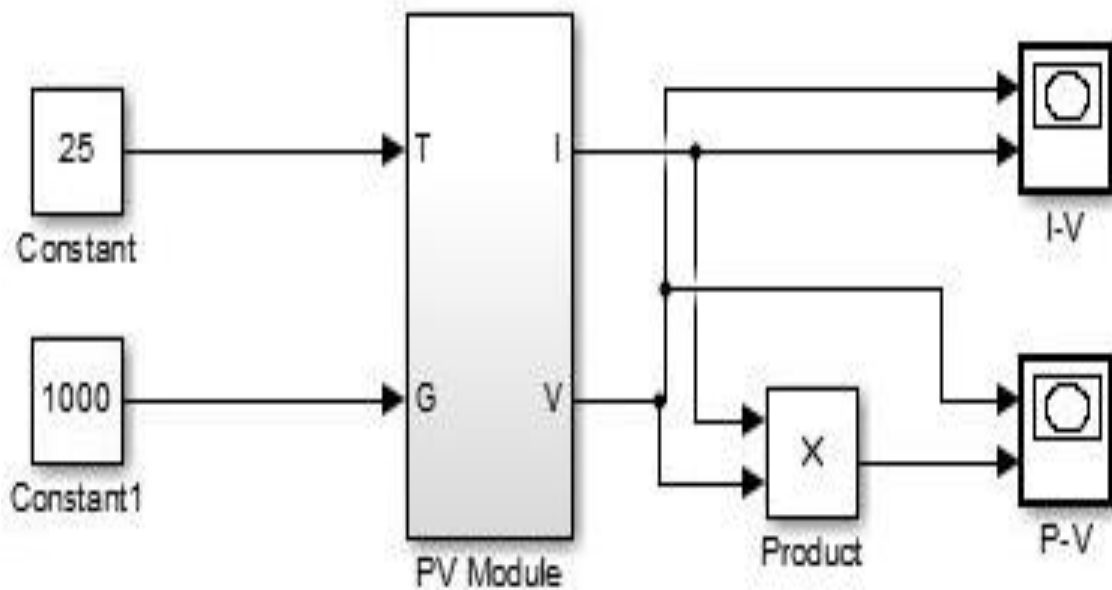 25
Constant
1000
Constant1
T
I
G
V
PV Module
X
Product
I-V
P-V